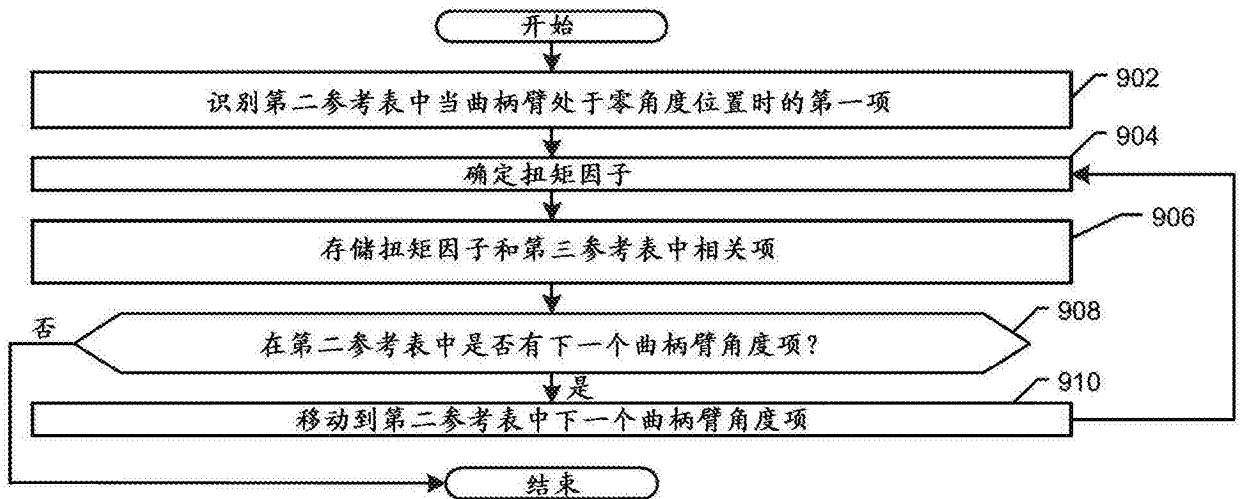 开始
902
识别第二参考表中当曲柄臂处于零角度位置时的第一项
904
确定扭矩因子
906
存储扭矩因子和第三参考表中相关项
908
否
在第二参考表中是否有下一个曲柄臂角度项?
是
910
移动到第二参考表中下一个曲柄臂角度项
结束